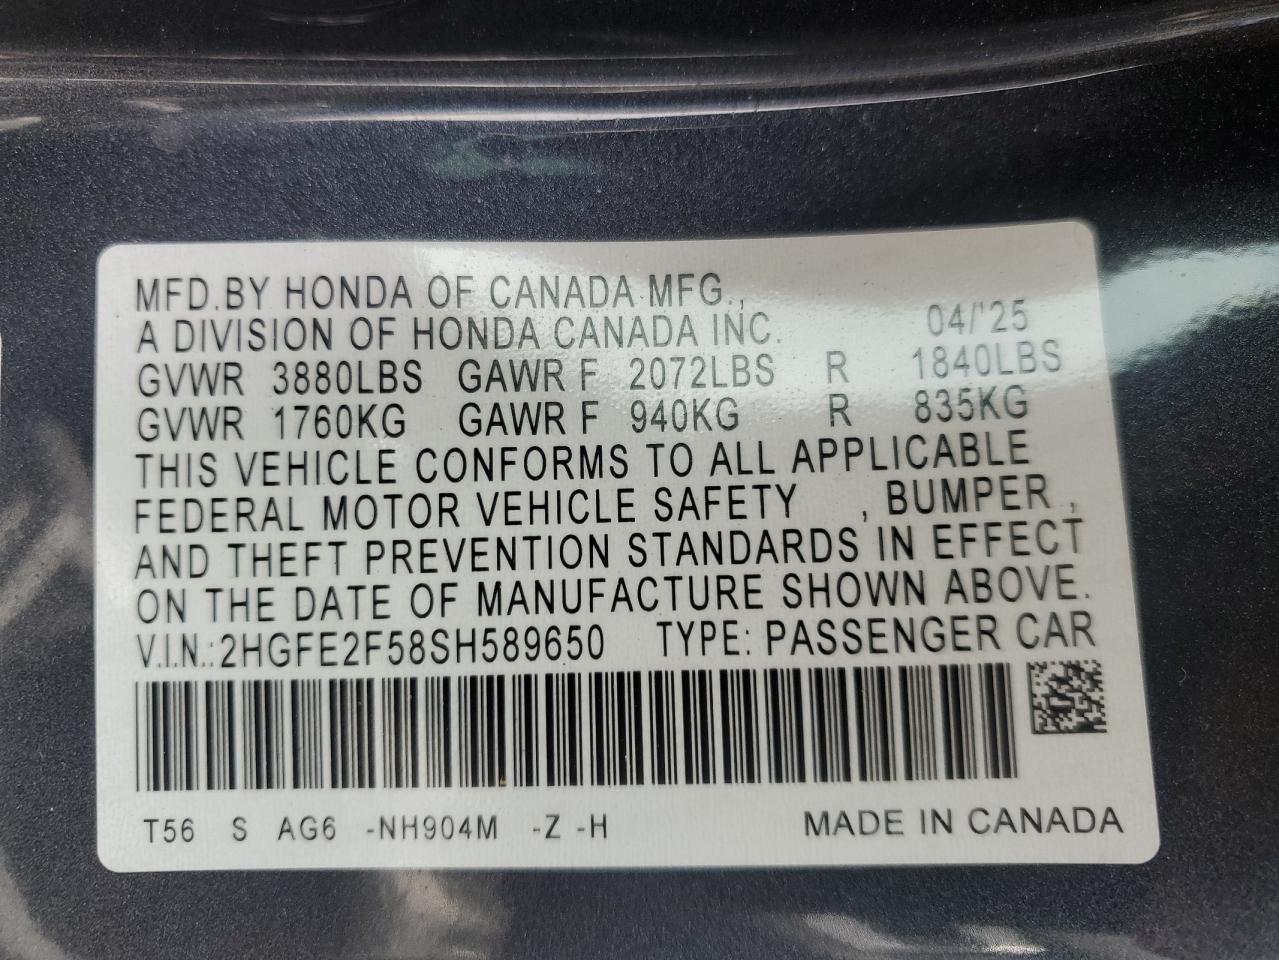 MFD.BY HONDA OF CANADA MFG.,
A DIVISION OF HONDA CANADA INC. 04/'25
GVWR 3880LBS GAWR F 2072LBS R 1840LBS
GVWR 1760KG GAWR F 940KG R 835KG
THIS VEHICLE CONFORMS TO ALL APPLICABLE
FEDERAL MOTOR VEHICLE SAFETY , BUMPER ,
AND THEFT PREVENTION STANDARDS IN EFFECT
ON THE DATE OF MANUFACTURE SHOWN ABOVE.
V.I.N.:2HGFE2F58SH589650 TYPE: PASSENGER CAR
T56 S AG6 -NH904M -Z -H MADE IN CANADA